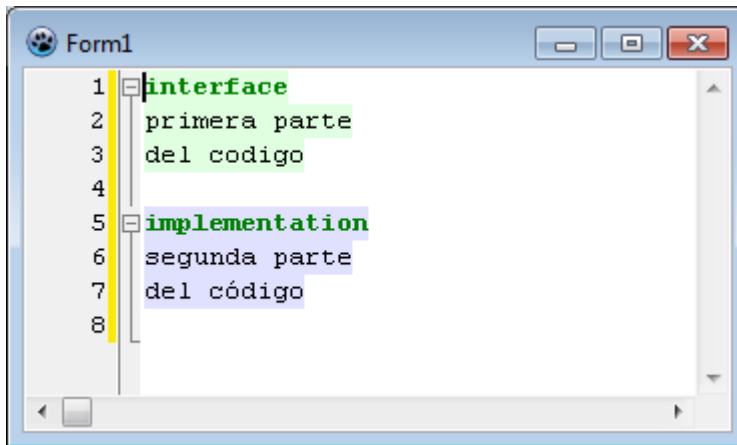 Form1
1 interface
2 primera parte
3 del codigo
4
5 implementation
6 segunda parte
7 del código
8